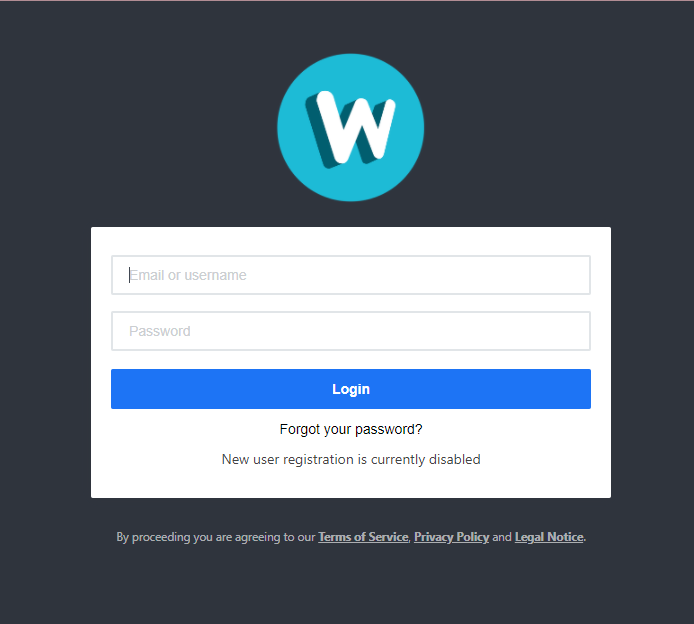 W
Email or username
Password
Login
Forgot your password?
New user registration is currently disabled
By proceeding you are agreeing to our Terms of Service, Privacy Policy and Legal Notice.